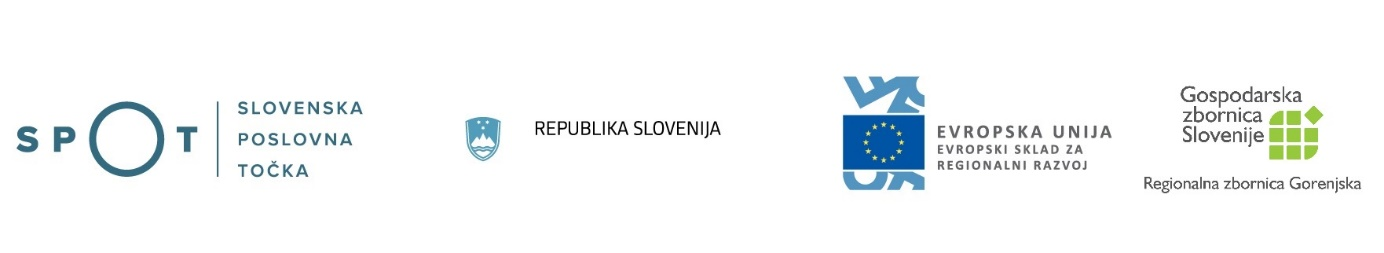 SPOT
SLOVENSKA
POSLOVNA
TOČKA
REPUBLIKA SLOVENIJA
EVROPSKA UNIJA
EVROPSKI SKLAD ZA
REGIONALNI RAZVOJ
Gospodarska
zbornica
Slovenije
Regionalna zbornica Gorenjska